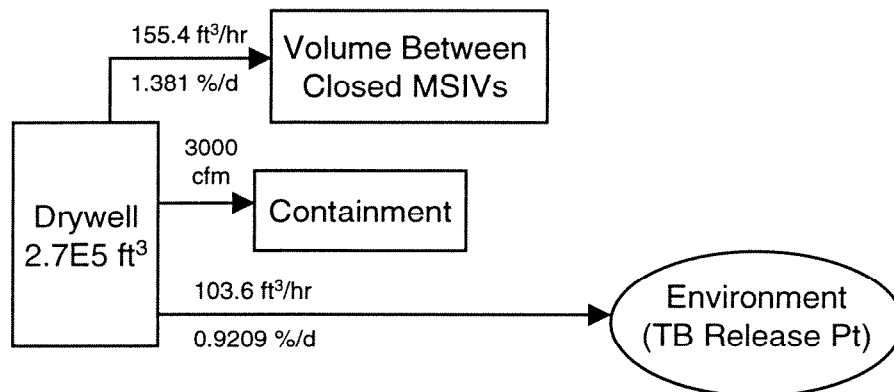 155.4 ft³/hr
1.381 %/d
Volume Between
Closed MSIVs
3000
cfm
Containment
Drywell
2.7E5 ft³
103.6 ft³/hr
0.9209 %/d
Environment
(TB Release Pt)